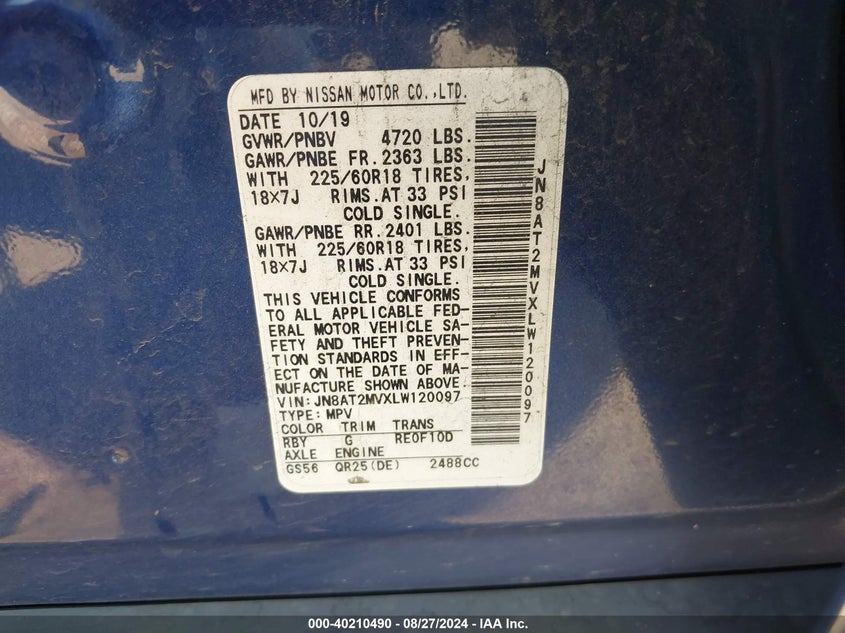 MFD BY NISSAN MOTOR CO.,LTD.
DATE 10/19
GVWR/PNBV 4720 LBS.
GAWR/PNBE FR. 2363 LBS.
WITH 225/60R18 TIRES,
18×7J RIMS.AT 33 PSI
COLD SINGLE.
GAWR/PNBE RR. 2401 LBS.
WITH 225/60R18 TIRES,
18×7J RIMS.AT 33 PSI
COLD SINGLE.
THIS VEHICLE CONFORMS
TO ALL APPLICABLE FED-
ERAL MOTOR VEHICLE SA-
FETY AND THEFT PREVEN-
TION STANDARDS IN EFF-
ECT ON THE DATE OF MA-
NUFACTURE SHOWN ABOVE.
VIN: JN8AT2MVXLW120097
TYPE: MPV
COLOR TRIM TRANS
RBY G RE0F10D
AXLE ENGINE
GS56 QR25(DE) 2488CC
JN8AT2MVXLW120097
000-40210490 - 08/27/2024 - IAA Inc.